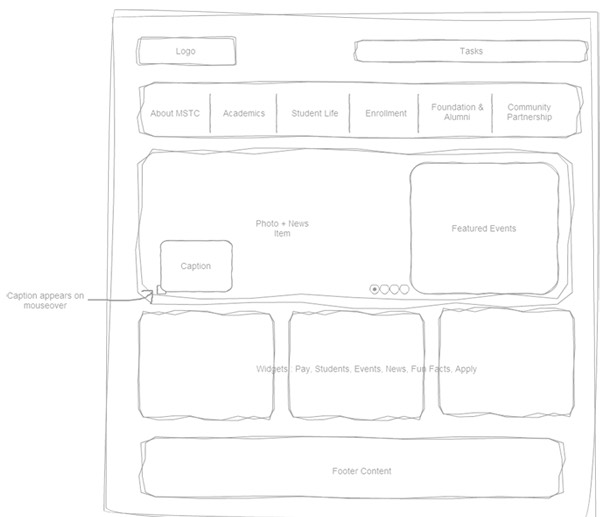 Logo
Tasks
About MSTC
Academics
Student Life
Enrollment
Foundation &
Alumni
Community
Partnership
Photo + News
Item
Featured Events
Caption
Caption appears on
mouseover
Widgets: Pay, Students, Events, News, Fun Facts, Apply
Footer Content